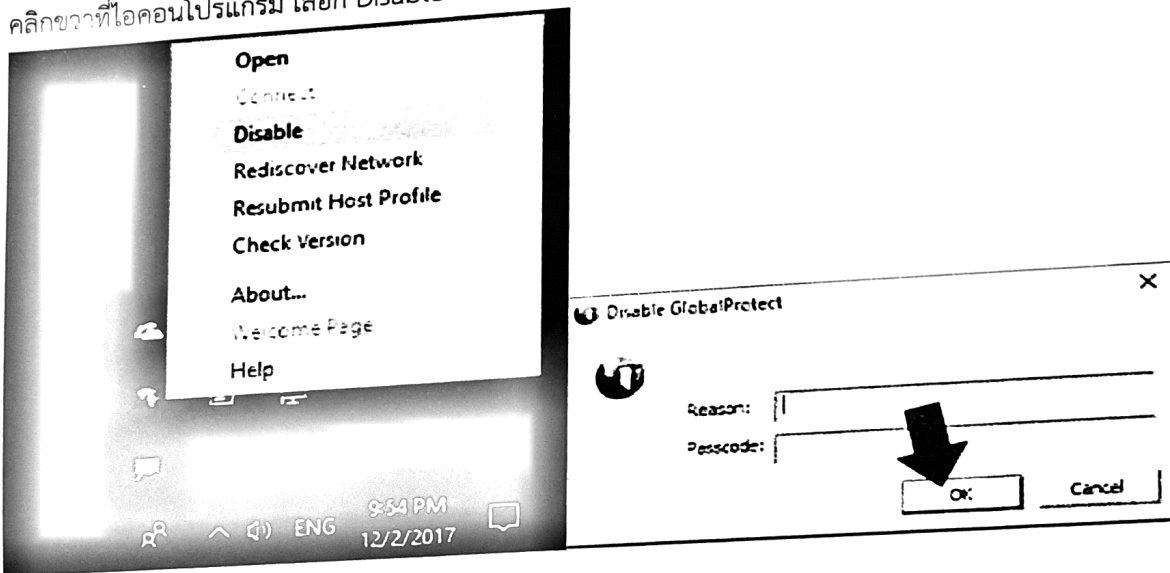 คลิกขวาที่ไอคอนโปรแกรม เลือก Disable
Open
Connect
Disable
Rediscover Network
Resubmit Host Profile
Check Version
About...
Welcome Page
Help
9:54 PM
ENG
12/2/2017
Disable GlobalProtect
Reason:
Passcode:
OK
Cancel